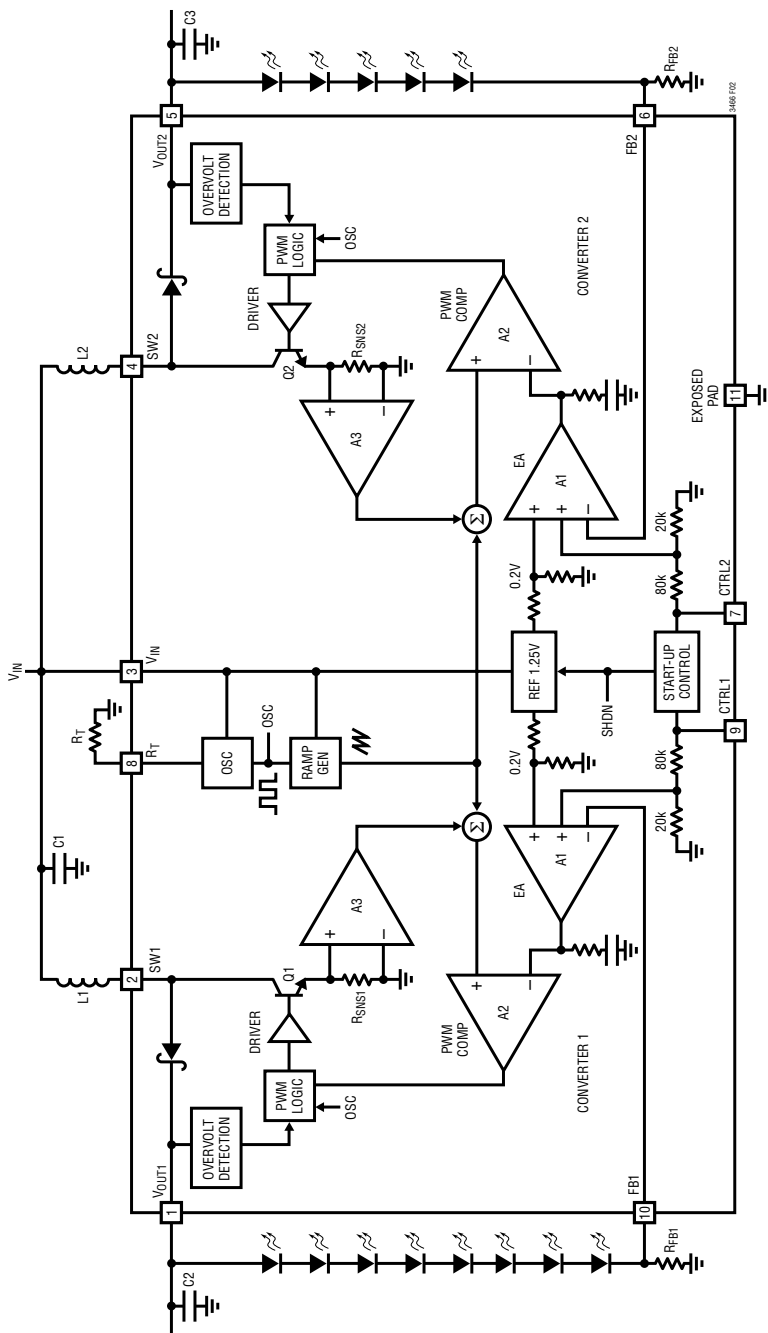 VIN
RT
C1
L1
L2
C2
C3
1
2
8
3
4
5
VOUT1
SW1
RT
VIN
SW2
VOUT2
OVERVOLT
DETECTION
OVERVOLT
DETECTION
PWM
LOGIC
DRIVER
Q1
OSC
OSC
OSC
RAMP
GEN
DRIVER
Q2
PWM
LOGIC
OSC
RSNS1
+
–
A3
RSNS2
+
–
A3
Σ
Σ
PWM
COMP
+
–
A2
PWM
COMP
+
–
A2
CONVERTER 1
CONVERTER 2
EA
+
+
–
A1
0.2V
REF 1.25V
0.2V
EA
+
+
–
A1
SHDN
20k
80k
START-UP
CONTROL
80k
20k
FB1
10
RFB1
FB2
6
RFB2
9
CTRL1
7
CTRL2
EXPOSED
PAD
11
3466 F02